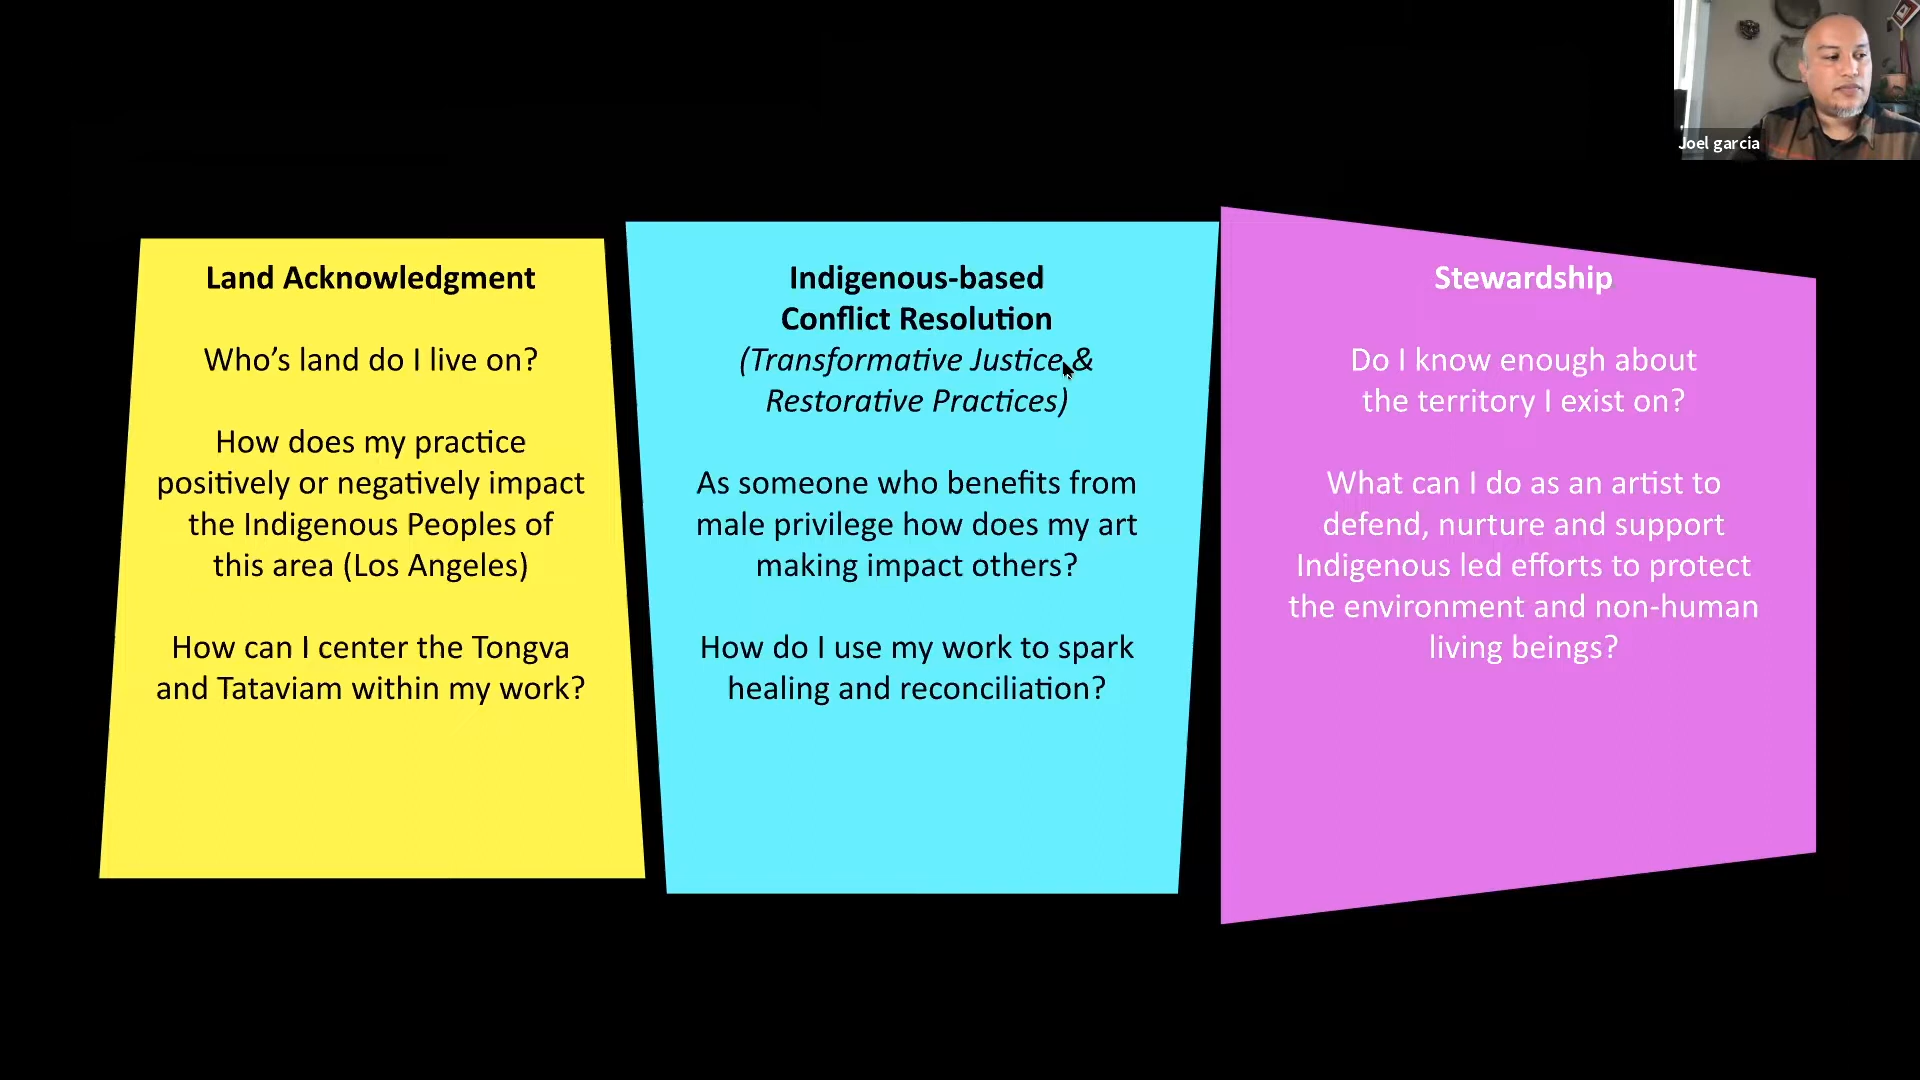 Joel garcia
Land Acknowledgment
Who’s land do I live on?
How does my practice
positively or negatively impact
the Indigenous Peoples of
this area (Los Angeles)
How can I center the Tongva
and Tataviam within my work?
Indigenous-based
Conflict Resolution
(Transformative Justice &
Restorative Practices)
As someone who benefits from
male privilege how does my art
making impact others?
How do I use my work to spark
healing and reconciliation?
Stewardship
Do I know enough about
the territory I exist on?
What can I do as an artist to
defend, nurture and support
Indigenous led efforts to protect
the environment and non-human
living beings?